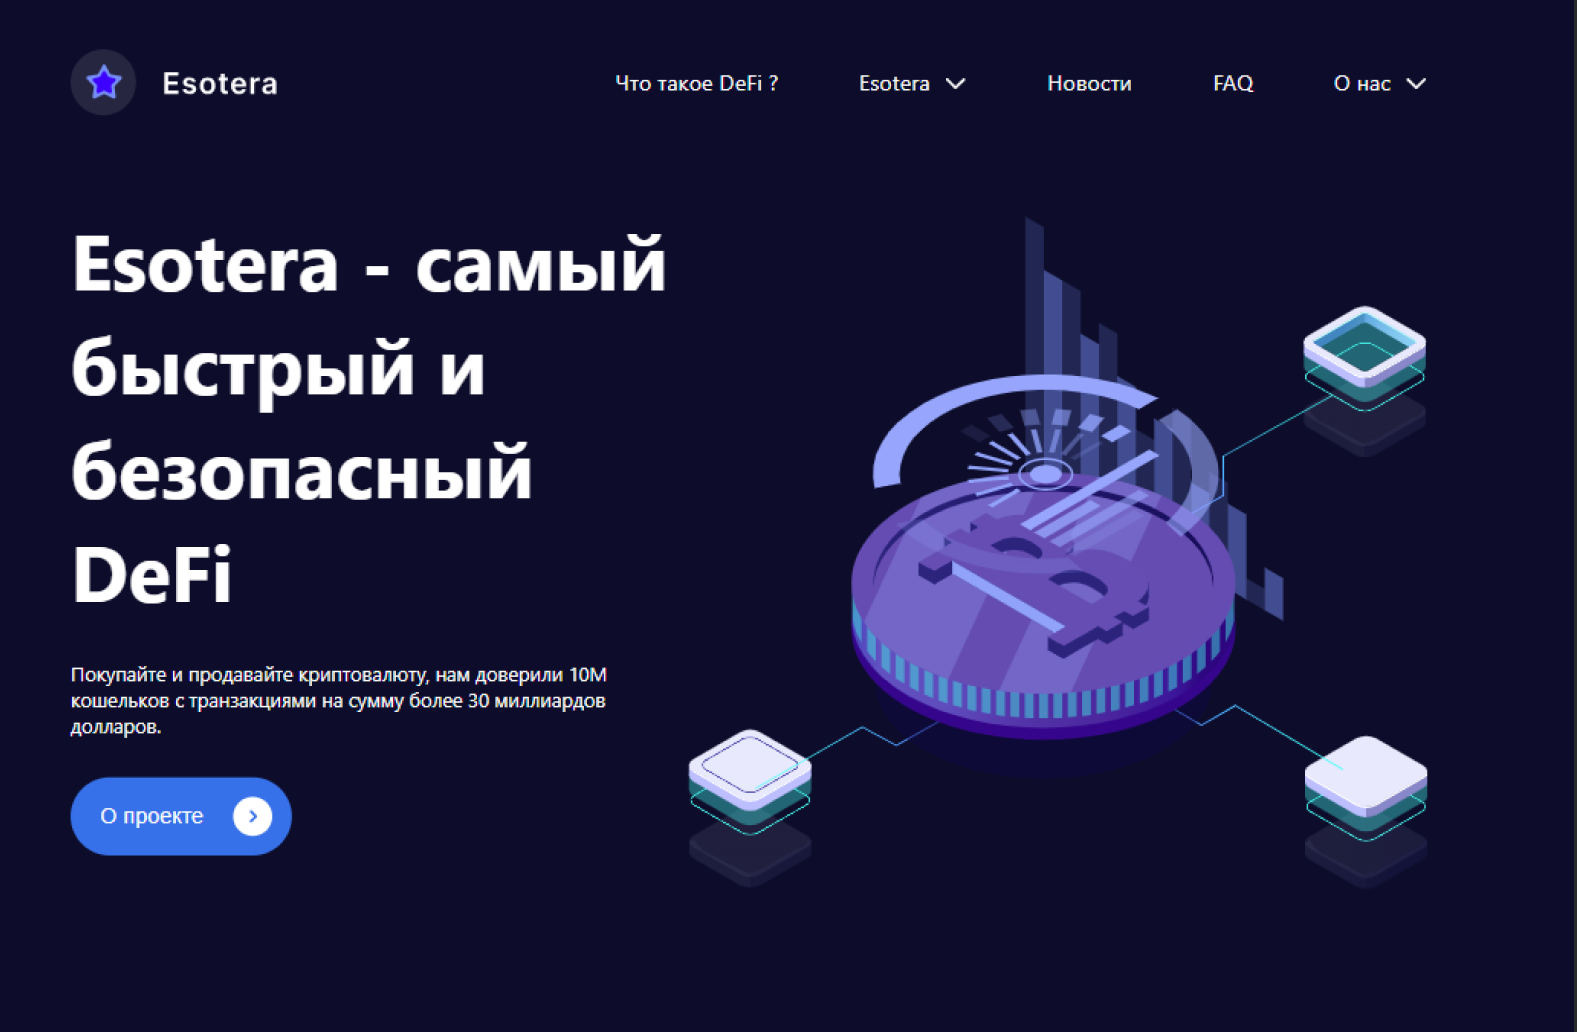 Esotera
Что такое DeFi ?
Esotera
Новости
FAQ
О нас
Esotera - самый
быстрый и
безопасный
DeFi
Покупайте и продавайте криптовалюту, нам доверили 10M
кошельков с транзакциями на сумму более 30 миллиардов
долларов.
О проекте